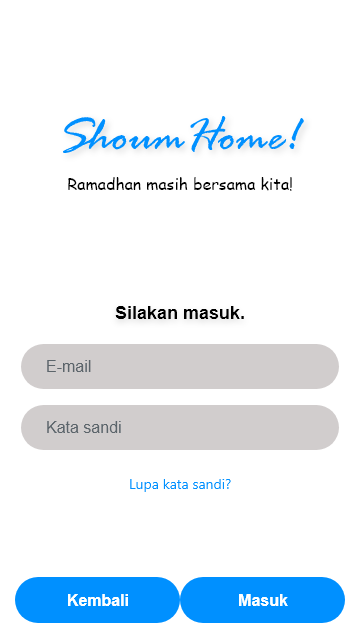 Shoum Home!
Ramadhan masih bersama kita!
Silakan masuk.
E-mail
Kata sandi
Lupa kata sandi?
Kembali
Masuk